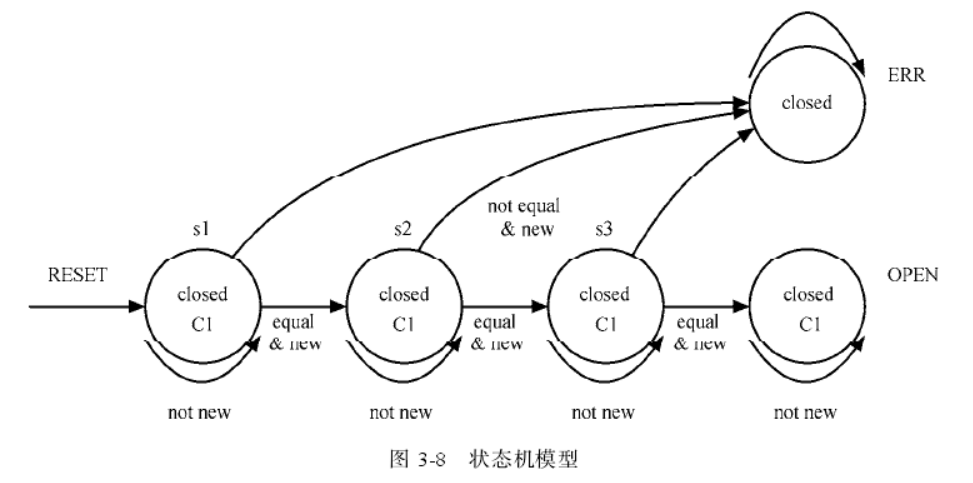 ERR
closed
not equal
& new
s1
s2
s3
RESET
OPEN
closed
C1
closed
C1
closed
C1
closed
C1
equal
& new
equal
& new
equal
& new
not new
not new
not new
not new
图 3-8 状态机模型